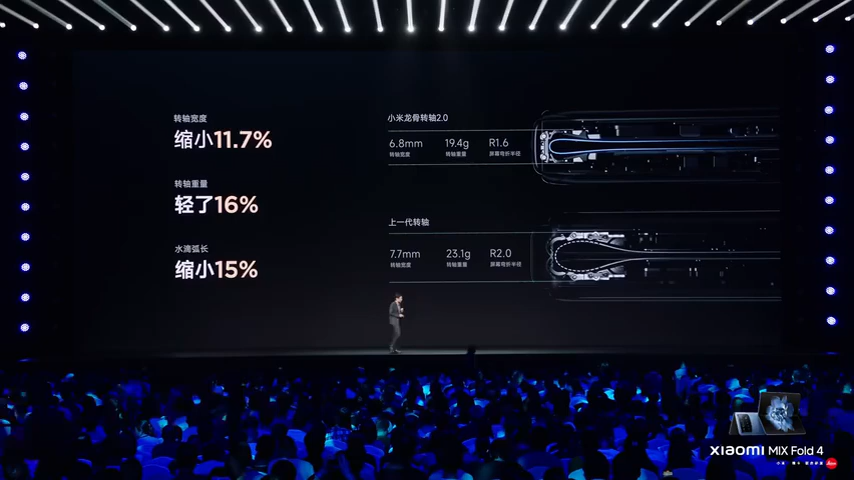 转轴宽度
缩小11.7%
转轴重量
轻了16%
水滴弧长
缩小15%
小米龙骨转轴2.0
6.8mm 19.4g R1.6
转轴宽度 转轴重量 屏幕弯折半径
上一代转轴
7.7mm 23.1g R2.0
转轴宽度 转轴重量 屏幕弯折半径
xiaomi MIX Fold 4